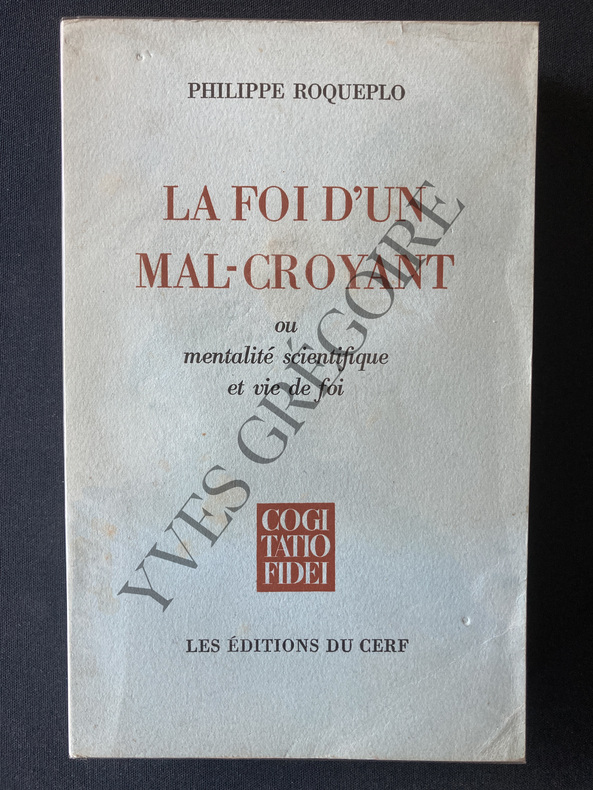 PHILIPPE ROQUEPLO
LA FOI D'UN
MAL-CROYANT
ou
mentalité scientifique
et vie de foi
YVES GRÉGOIRE
COGI
TATIO
FIDEI
LES ÉDITIONS DU CERF